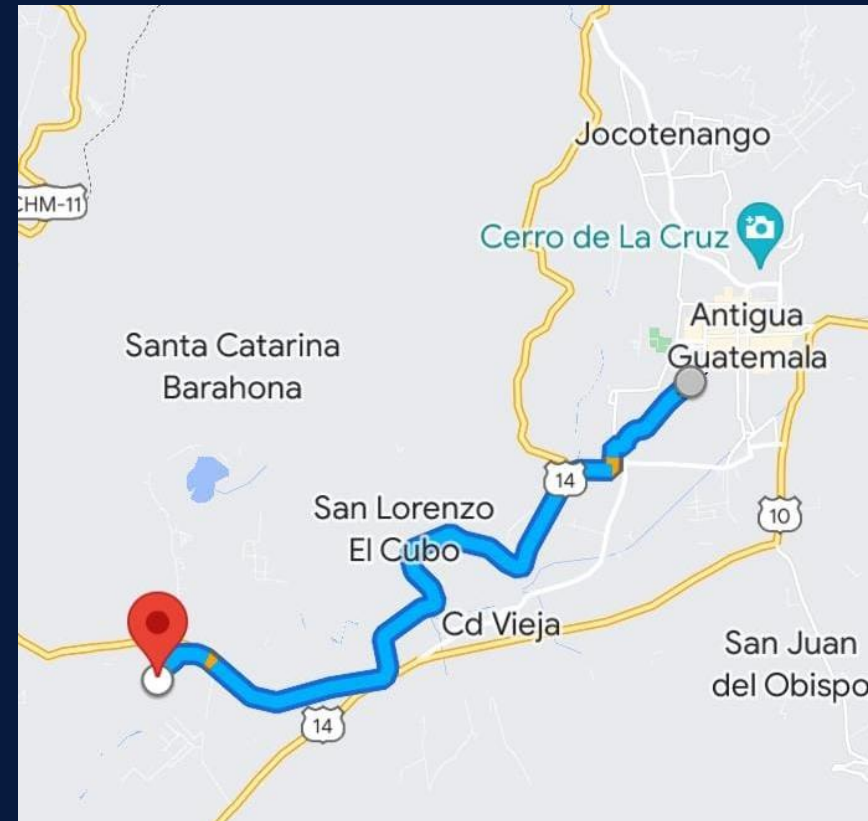 Jocotenango
CHM-11
Cerro de La Cruz
Antigua
Guatemala
Santa Catarina
Barahona
14
San Lorenzo
El Cubo
10
Cd Vieja
San Juan
del Obispo
14